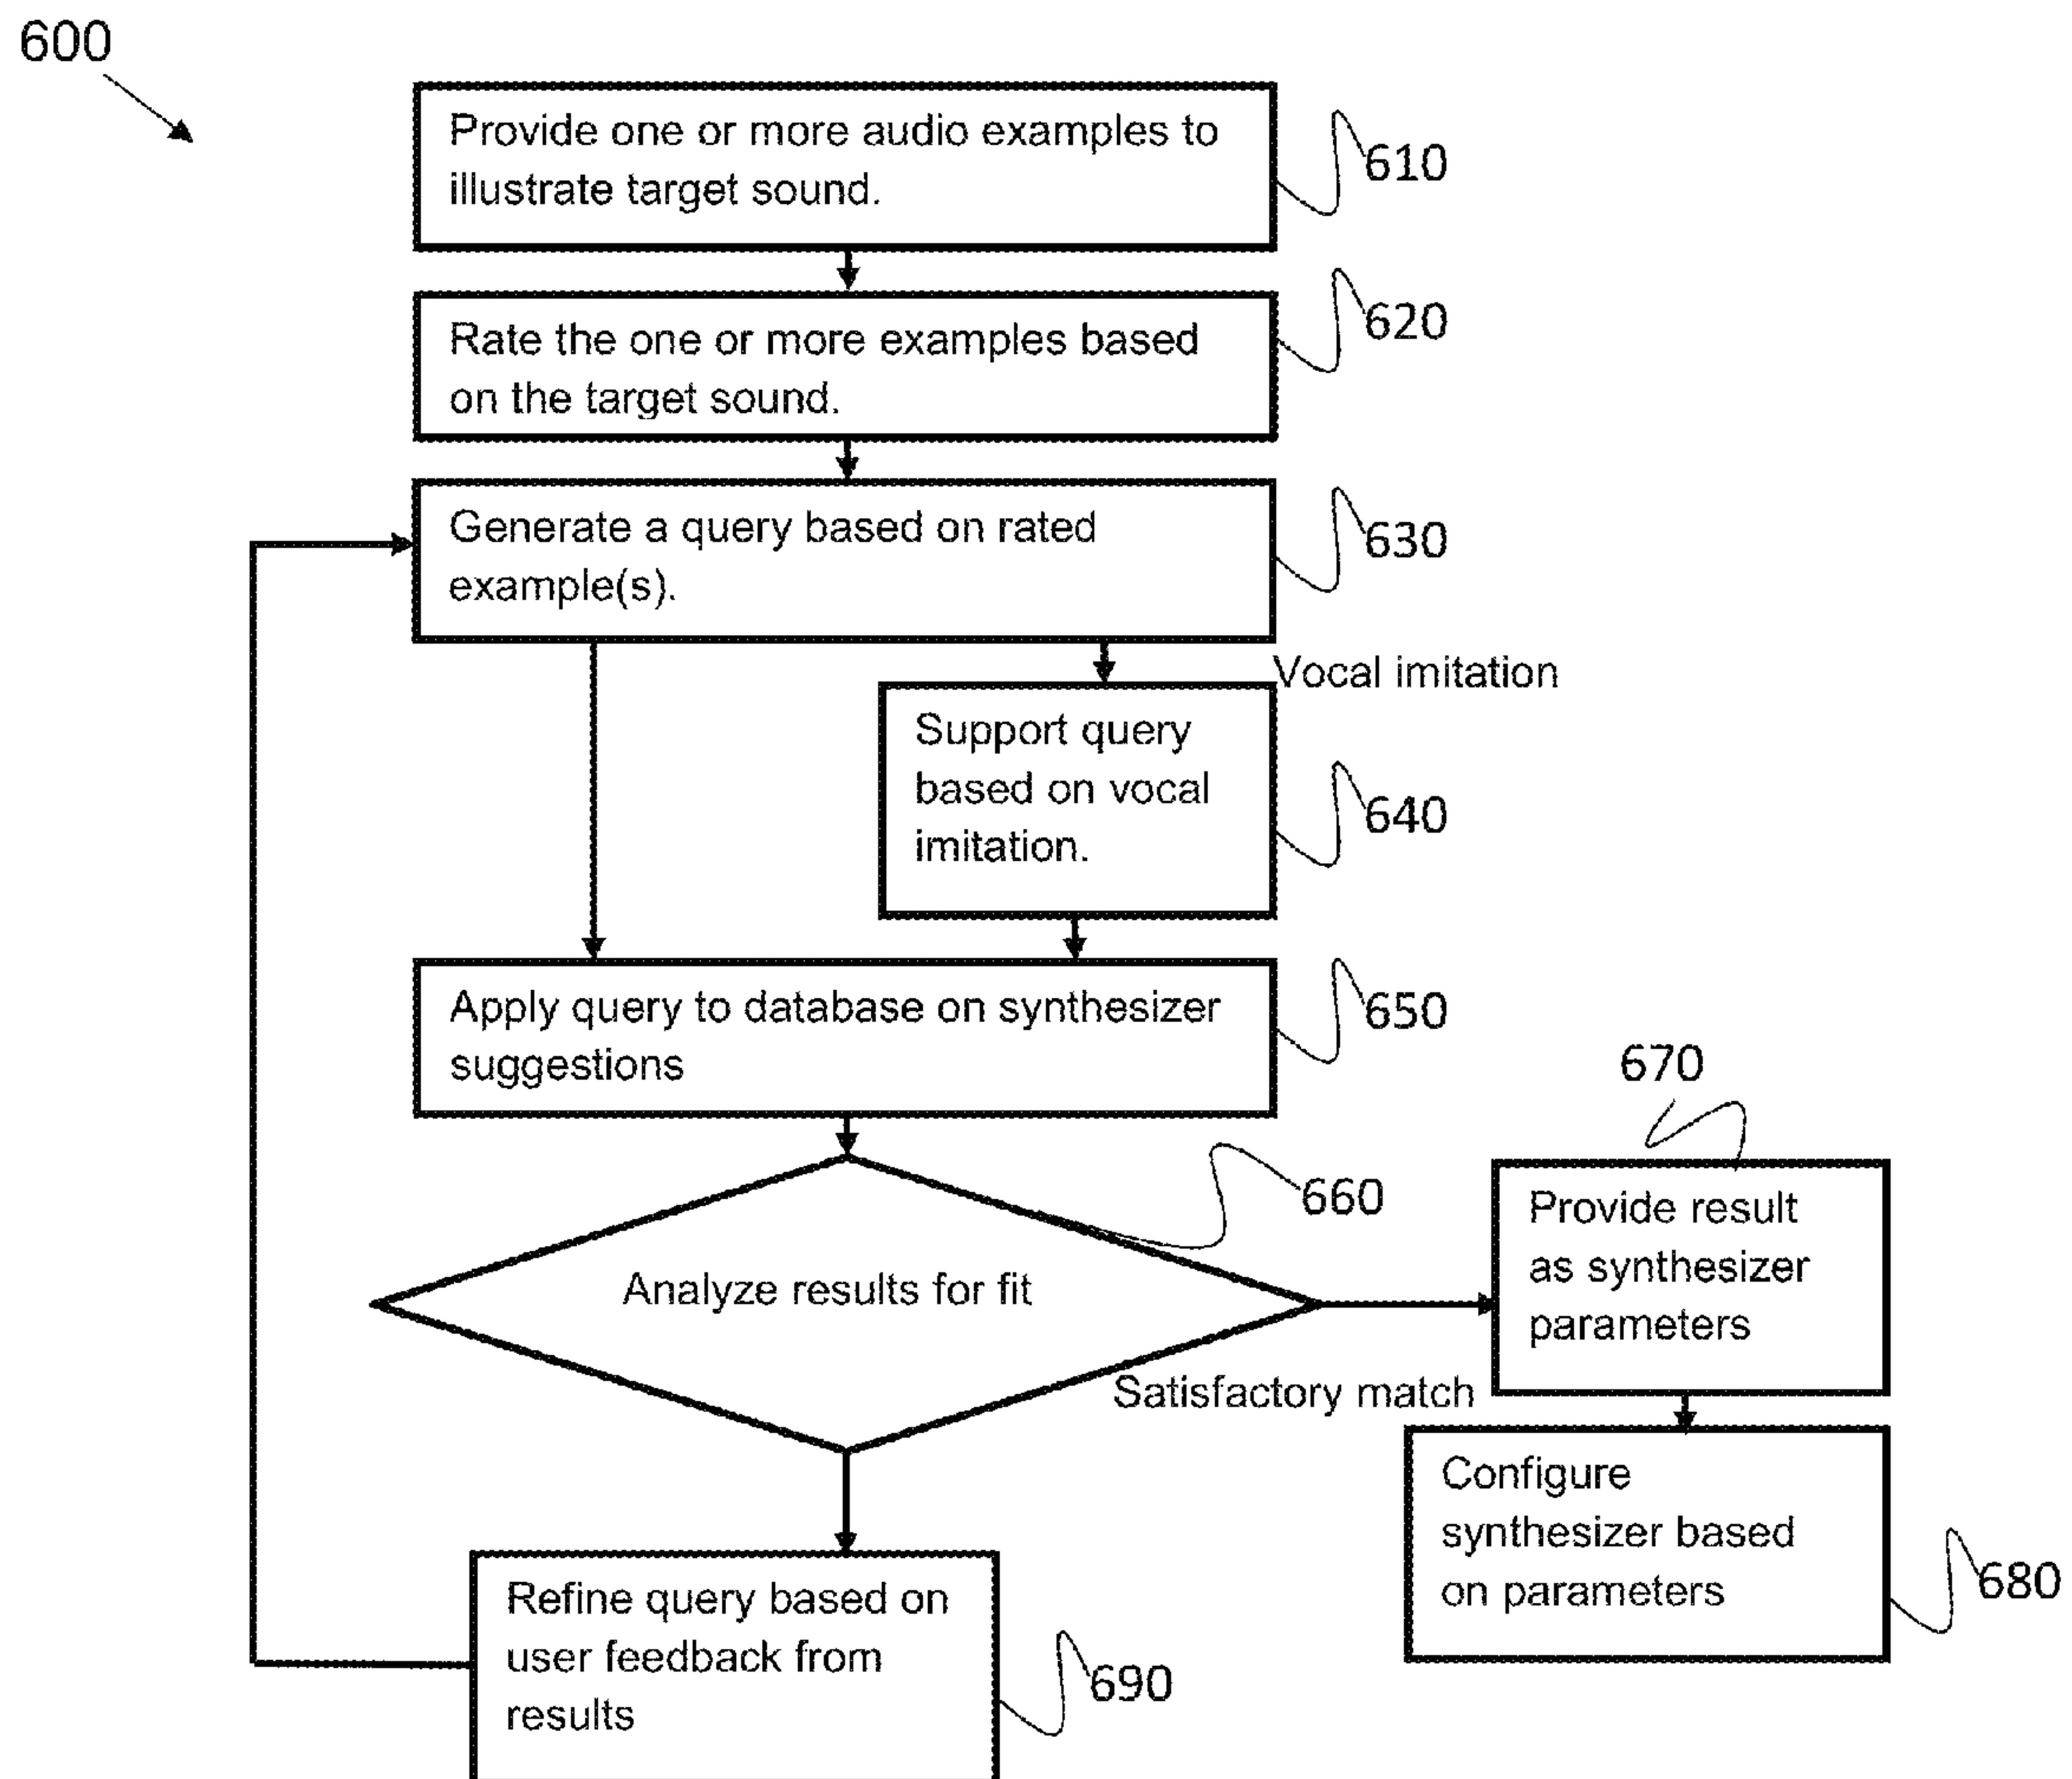 600
Provide one or more audio examples to
illustrate target sound.
610
Rate the one or more examples based
on the target sound.
620
Generate a query based on rated
example(s).
630
Vocal imitation
Support query
based on vocal
imitation.
640
Apply query to database on synthesizer
suggestions
650
Analyze results for fit
660
Satisfactory match
670
Provide result
as synthesizer
parameters
Configure
synthesizer based
on parameters
680
Refine query based on
user feedback from
results
690